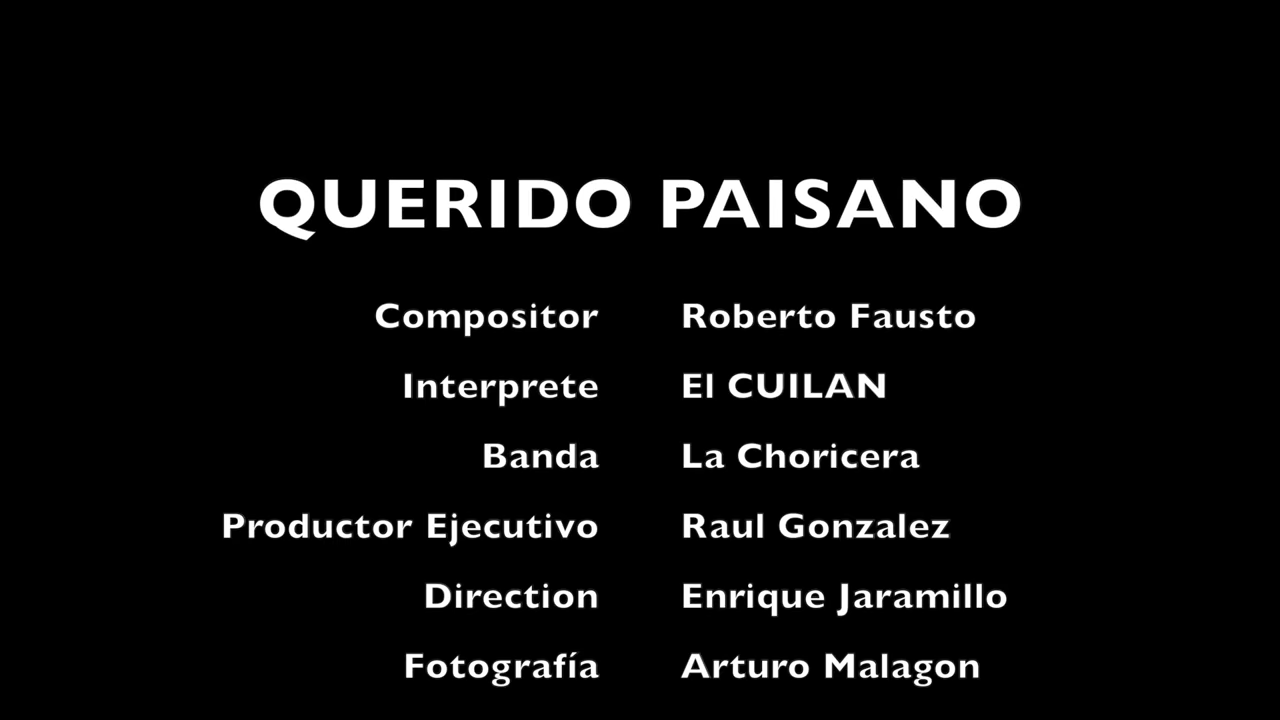 QUERIDO PAISANO
Compositor Roberto Fausto
Interprete El CUILAN
Banda La Choricera
Productor Ejecutivo Raul Gonzalez
Direction Enrique Jaramillo
Fotografía Arturo Malagon